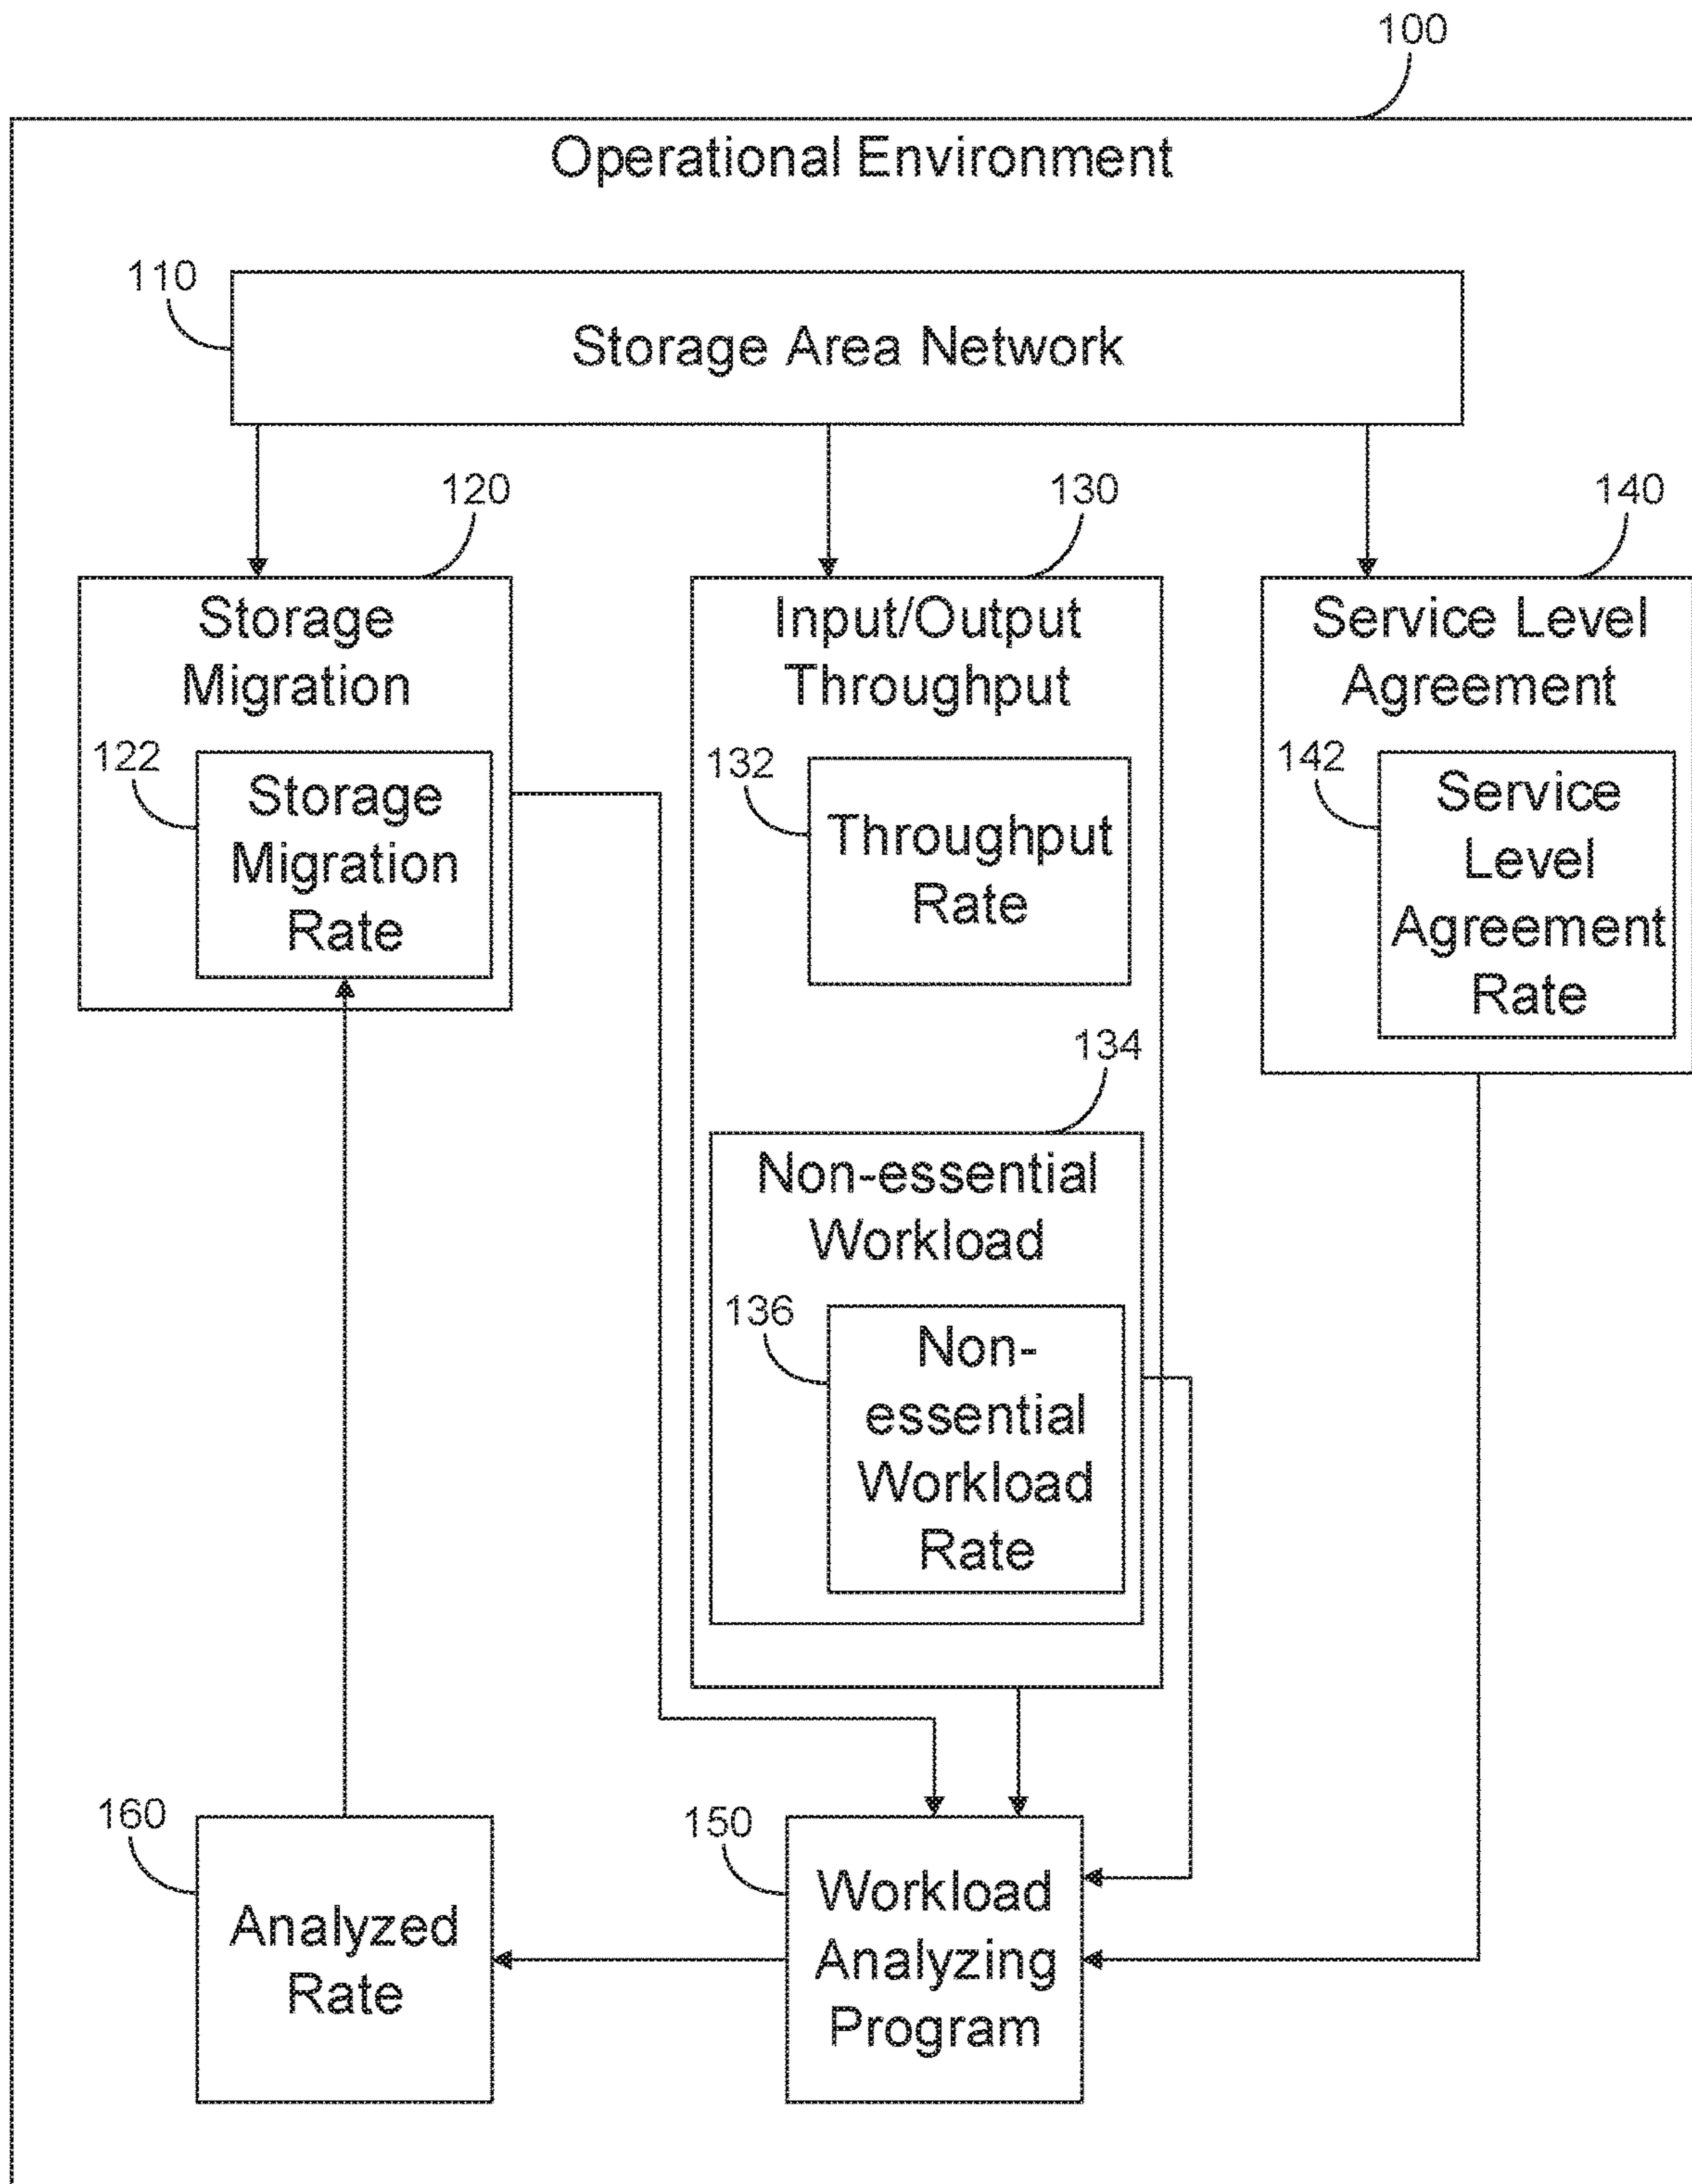 100
Operational Environment
110
Storage Area Network
120
130
140
Storage
Migration
Input/Output
Throughput
Service Level
Agreement
122
Storage
Migration
Rate
132
Throughput
Rate
142
Service
Level
Agreement
Rate
134
Non-essential
Workload
136
Non-
essential
Workload
Rate
160
Analyzed
Rate
150
Workload
Analyzing
Program